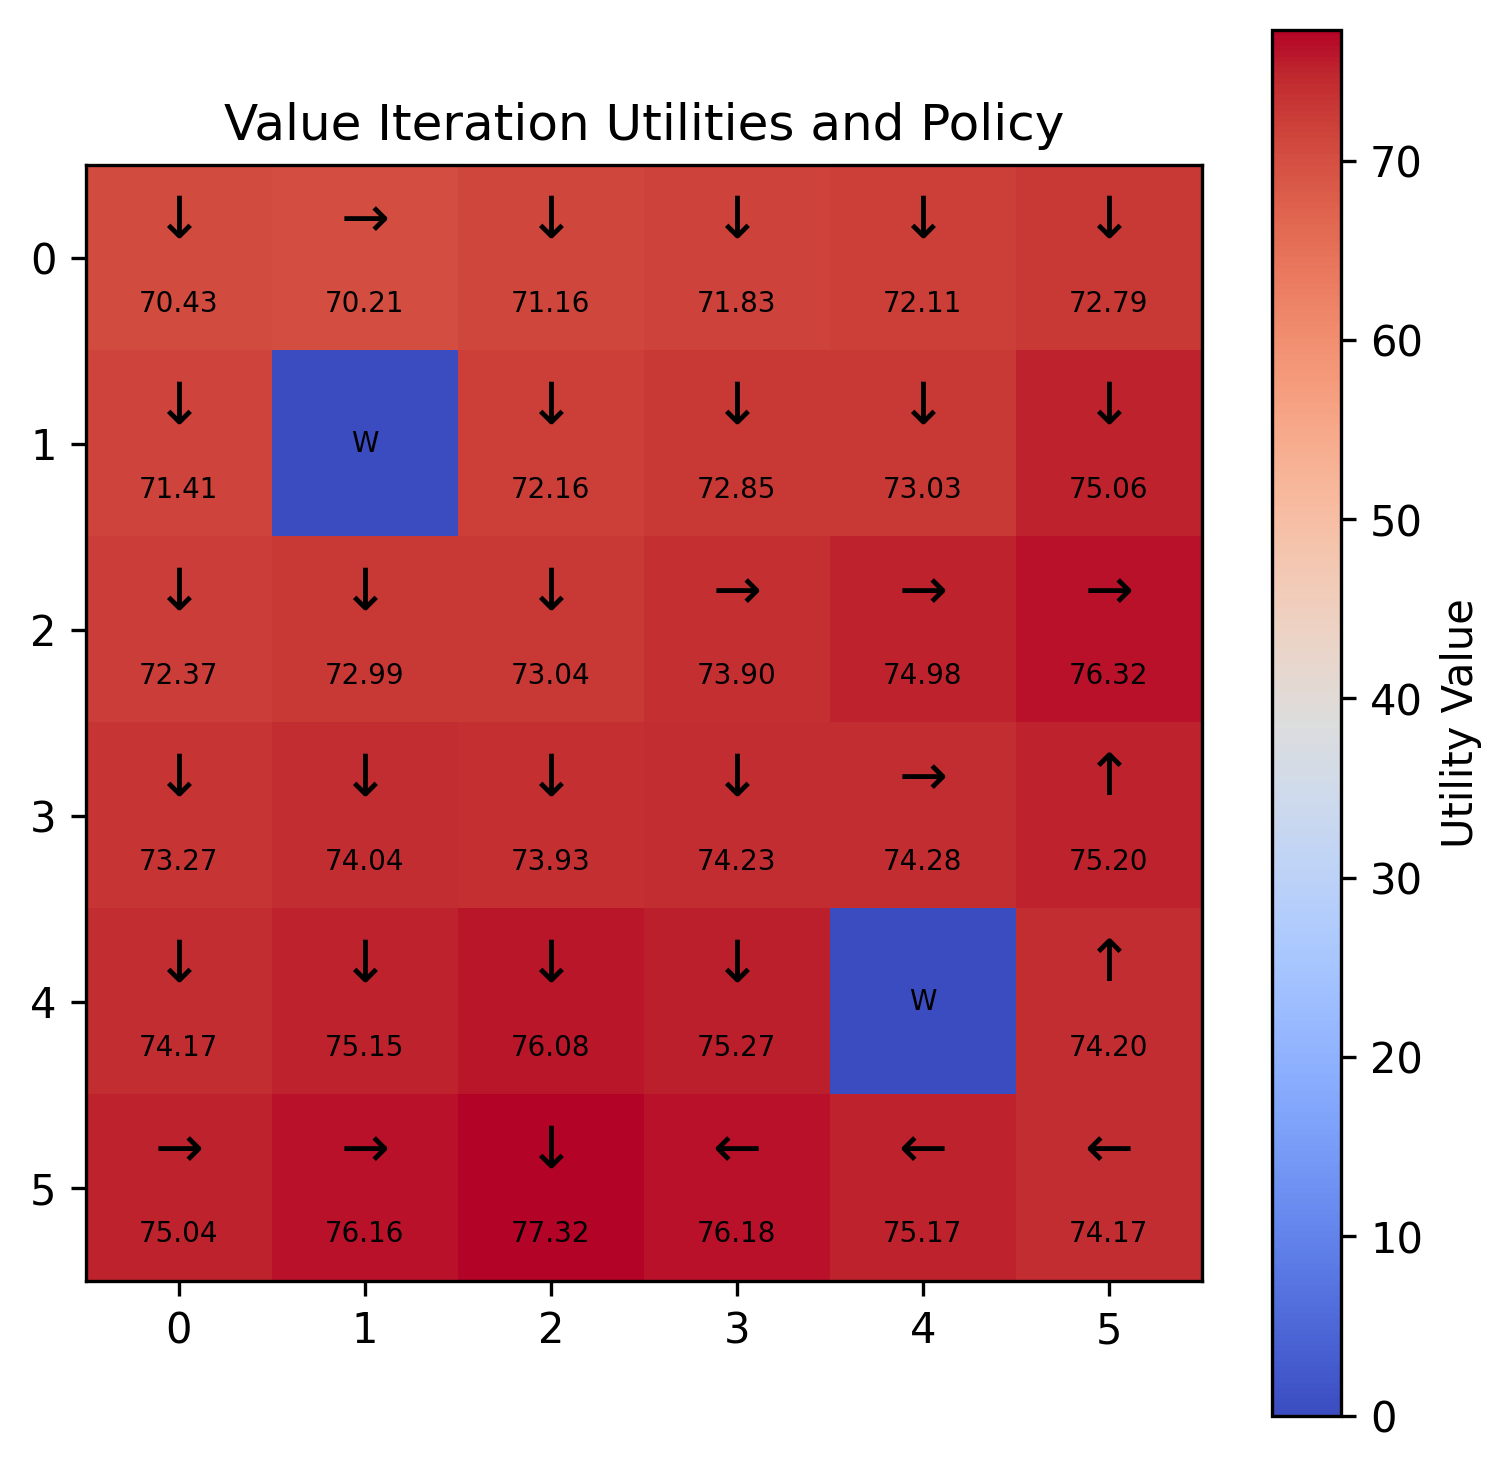 Value Iteration Utilities and Policy
↓ → ↓ ↓ ↓ ↓
0 70.43 70.21 71.16 71.83 72.11 72.79
↓ ↓ ↓ ↓ ↓
1 W
71.41 72.16 72.85 73.03 75.06
↓ ↓ ↓ → → →
2 72.37 72.99 73.04 73.90 74.98 76.32
↓ ↓ ↓ ↓ → ↑
3 73.27 74.04 73.93 74.23 74.28 75.20
↓ ↓ ↓ ↓ ↑
4 W
74.17 75.15 76.08 75.27 74.20
→ → ↓ ← ← ←
5 75.04 76.16 77.32 76.18 75.17 74.17
0 1 2 3 4 5
70
60
50
40
30
20
10
0
Utility Value